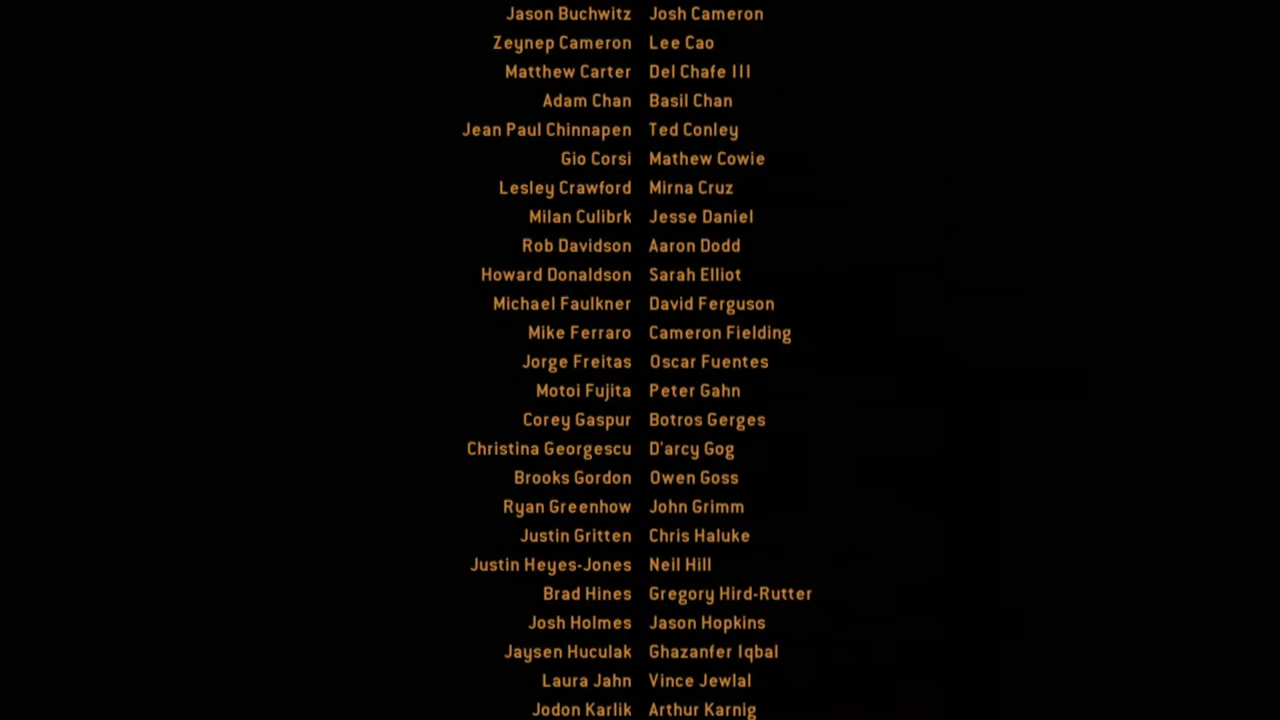 Jason Buchwitz Josh Cameron
Zeynep Cameron Lee Cao
Matthew Carter Del Chafe III
Adam Chan Basil Chan
Jean Paul Chinnapen Ted Conley
Gio Corsi Mathew Cowie
Lesley Crawford Mirna Cruz
Milan Culibrk Jesse Daniel
Rob Davidson Aaron Dodd
Howard Donaldson Sarah Elliot
Michael Faulkner David Ferguson
Mike Ferraro Cameron Fielding
Jorge Freitas Oscar Fuentes
Motoi Fujita Peter Gahn
Corey Gaspur Botros Gerges
Christina Georgescu D'arcy Gog
Brooks Gordon Owen Goss
Ryan Greenhow John Grimm
Justin Gritten Chris Haluke
Justin Heyes-Jones Neil Hill
Brad Hines Gregory Hird-Rutter
Josh Holmes Jason Hopkins
Jaysen Huculak Ghazanfer Iqbal
Laura Jahn Vince Jewlal
Jodon Karlik Arthur Karnig